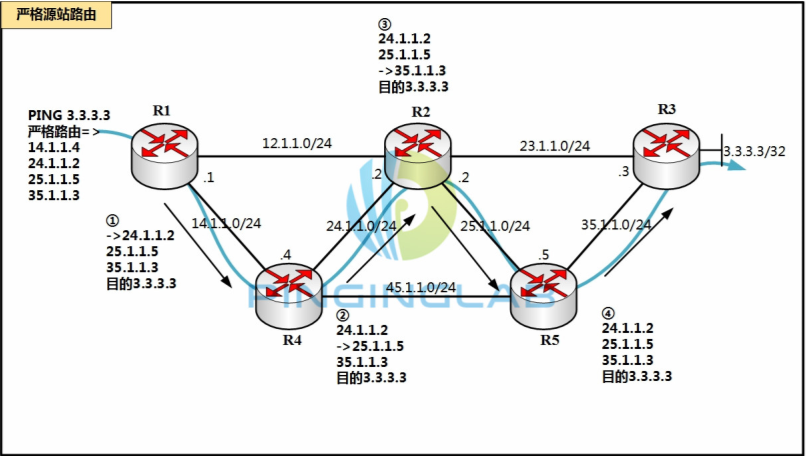 严格源站路由
③
24.1.1.2
25.1.1.5
->35.1.1.3
目的3.3.3.3
PING 3.3.3.3
严格路由=>
14.1.1.4
24.1.1.2
25.1.1.5
35.1.1.3
R1
R2
R3
12.1.1.0/24
23.1.1.0/24
3.3.3.3/32
.1
.2
.2
.3
①
->24.1.1.2
25.1.1.5
35.1.1.3
目的3.3.3.3
14.1.1.0/24
24.1.1.0/24
25.1.1.0/24
35.1.1.0/24
.4
.5
PINGINGLAB
45.1.1.0/24
R4
R5
②
24.1.1.2
->25.1.1.5
35.1.1.3
目的3.3.3.3
④
24.1.1.2
25.1.1.5
35.1.1.3
目的3.3.3.3